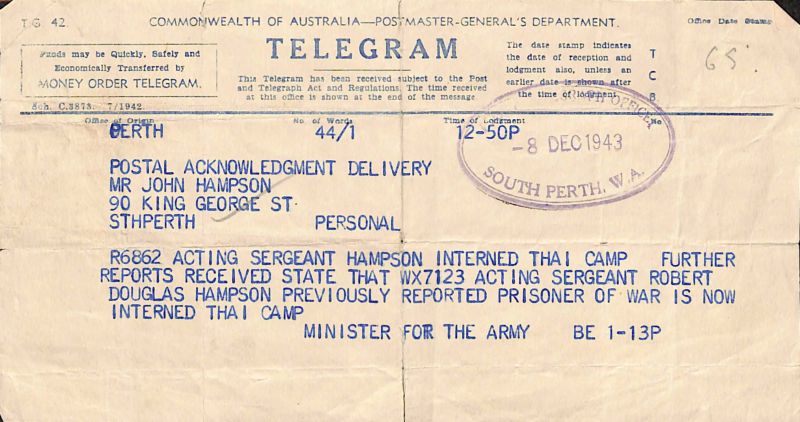 T G 42.
COMMONWEALTH OF AUSTRALIA—POSTMASTER-GENERAL'S DEPARTMENT.
Office Date Stamp
Funds may be Quickly, Safely and
Economically Transferred by
MONEY ORDER TELEGRAM.
TELEGRAM
This Telegram has been received subject to the Post
and Telegraph Act and Regulations. The time received
at this office is shown at the end of the message
The date stamp indicates
the date of reception and
lodgment also, unless an
earlier date is shown after
the time of lodgment.
T
C
B
65
Sch. C.3873. 7/1942.
Office of Origin
No. of Words
Time of Lodgment
No
PERTH 44/1 12-50P
-8 DEC 1943
SOUTH PERTH, W.A.
POSTAL ACKNOWLEDGMENT DELIVERY
MR JOHN HAMPSON
90 KING GEORGE ST
STHPERTH PERSONAL
R6862 ACTING SERGEANT HAMPSON INTERNED THAI CAMP FURTHER
REPORTS RECEIVED STATE THAT WX7123 ACTING SERGEANT ROBERT
DOUGLAS HAMPSON PREVIOUSLY REPORTED PRISONER OF WAR IS NOW
INTERNED THAI CAMP
MINISTER FOR THE ARMY BE 1-13P